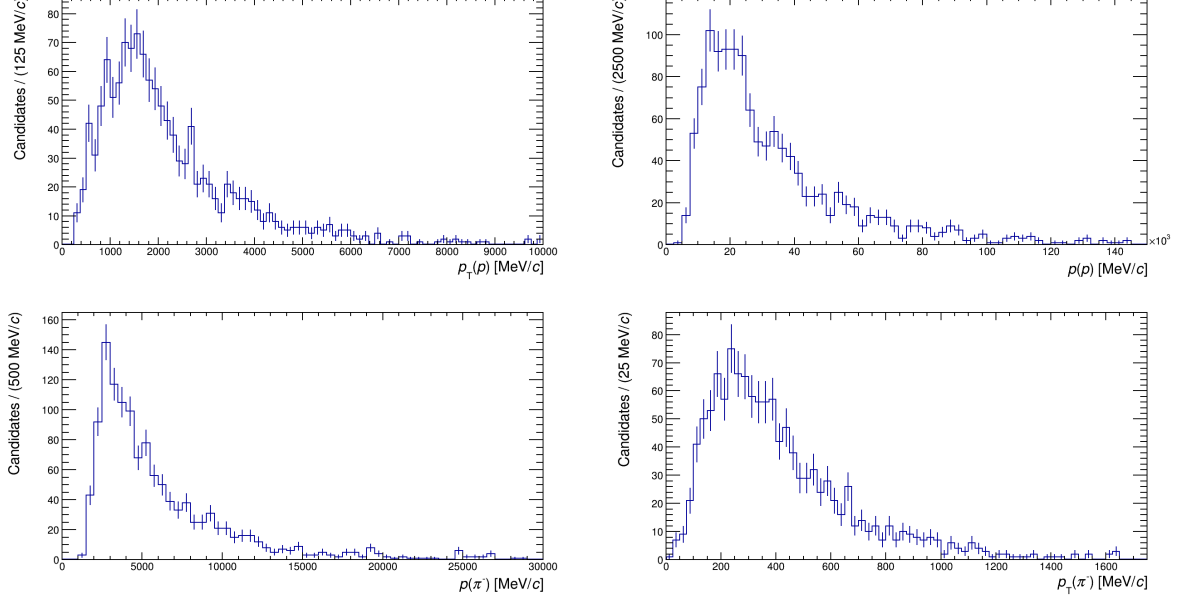 Candidates / (125 MeV/c)
80
70
60
50
40
30
20
10
0
0 1000 2000 3000 4000 5000 6000 7000 8000 9000 10000
pT(p) [MeV/c]
Candidates / (2500 MeV/c)
100
80
60
40
20
0
0 20 40 60 80 100 120 140
×10³
p(p) [MeV/c]
Candidates / (500 MeV/c)
160
140
120
100
80
60
40
20
0
0 5000 10000 15000 20000 25000 30000
p(π⁻) [MeV/c]
Candidates / (25 MeV/c)
80
70
60
50
40
30
20
10
0
0 200 400 600 800 1000 1200 1400 1600
pT(π⁻) [MeV/c]